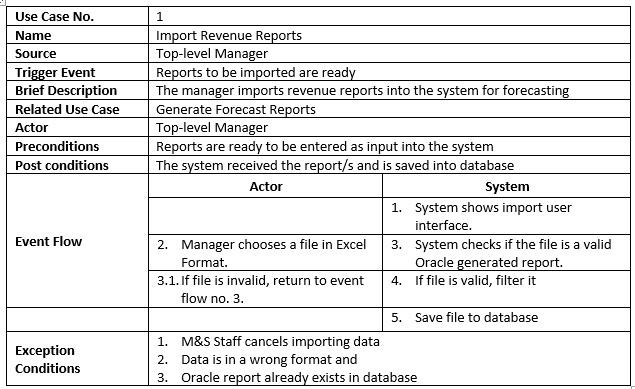 Use Case No. 1
Name Import Revenue Reports
Source Top-level Manager
Trigger Event Reports to be imported are ready
Brief Description The manager imports revenue reports into the system for forecasting
Related Use Case Generate Forecast Reports
Actor Top-level Manager
Preconditions Reports are ready to be entered as input into the system
Post conditions The system received the report/s and is saved into database
Event Flow
Actor System
1. System shows import user
interface.
2. Manager chooses a file in Excel
Format.
3. System checks if the file is a valid
Oracle generated report.
3.1. If file is invalid, return to event
flow no. 3.
4. If file is valid, filter it
5. Save file to database
Exception
Conditions
1. M&S Staff cancels importing data
2. Data is in a wrong format and
3. Oracle report already exists in database